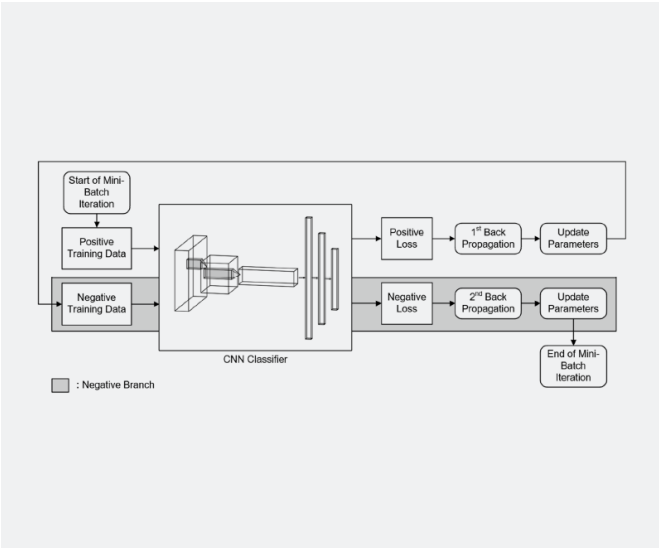 Start of Mini-
Batch
Iteration
Positive
Training Data
Positive
Loss
1st Back
Propagation
Update
Parameters
Negative
Training Data
Negative
Loss
2nd Back
Propagation
Update
Parameters
End of Mini-
Batch
Iteration
CNN Classifier
: Negative Branch